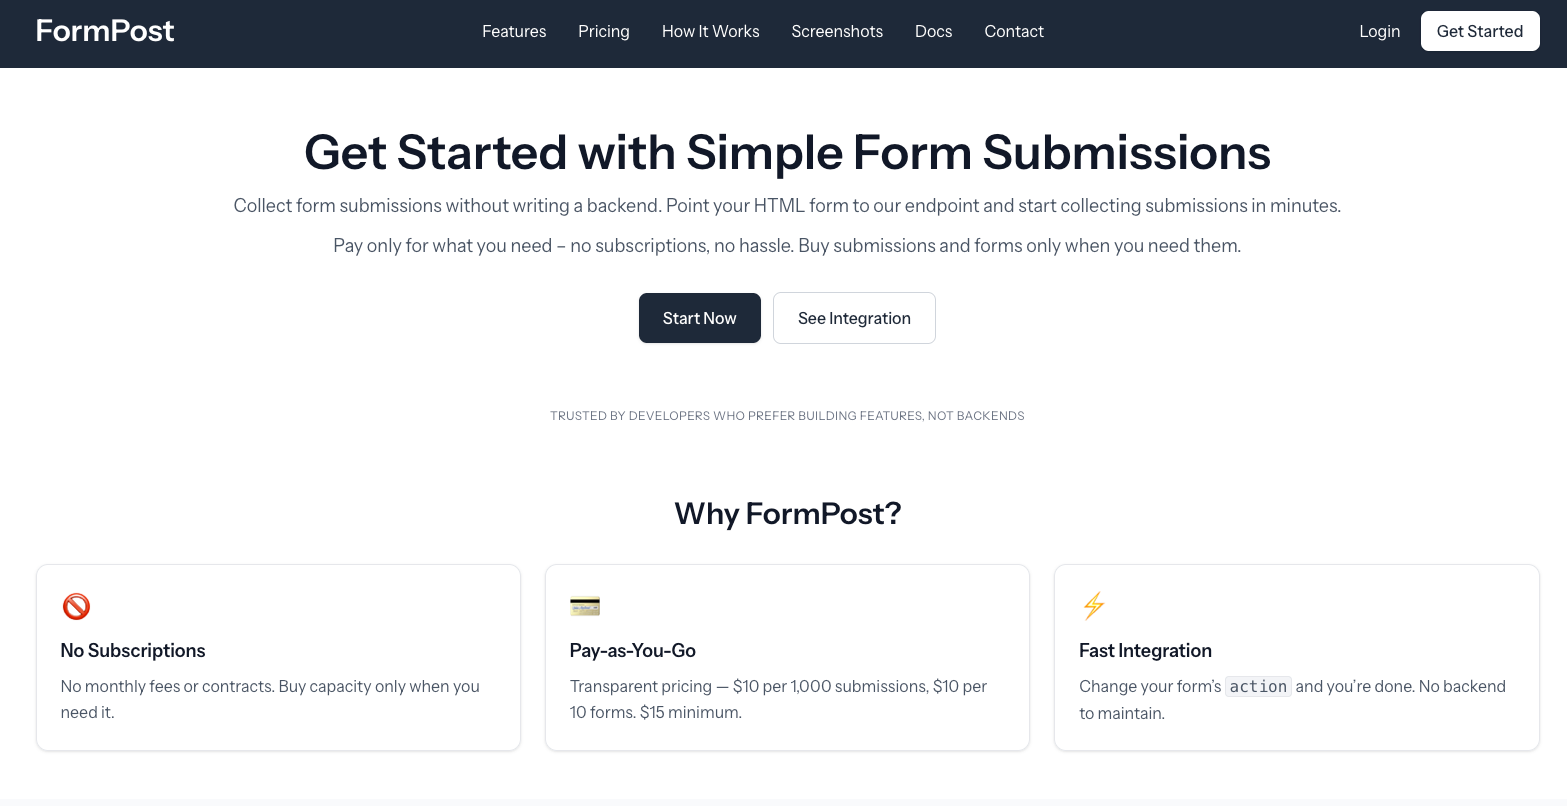 FormPost
Features
Pricing
How It Works
Screenshots
Docs
Contact
Login
Get Started
Get Started with Simple Form Submissions
Collect form submissions without writing a backend. Point your HTML form to our endpoint and start collecting submissions in minutes.
Pay only for what you need – no subscriptions, no hassle. Buy submissions and forms only when you need them.
Start Now
See Integration
TRUSTED BY DEVELOPERS WHO PREFER BUILDING FEATURES, NOT BACKENDS
Why FormPost?
No Subscriptions
No monthly fees or contracts. Buy capacity only when you
need it.
Pay-as-You-Go
Transparent pricing — $10 per 1,000 submissions, $10 per
10 forms. $15 minimum.
Fast Integration
Change your form’s action and you’re done. No backend
to maintain.